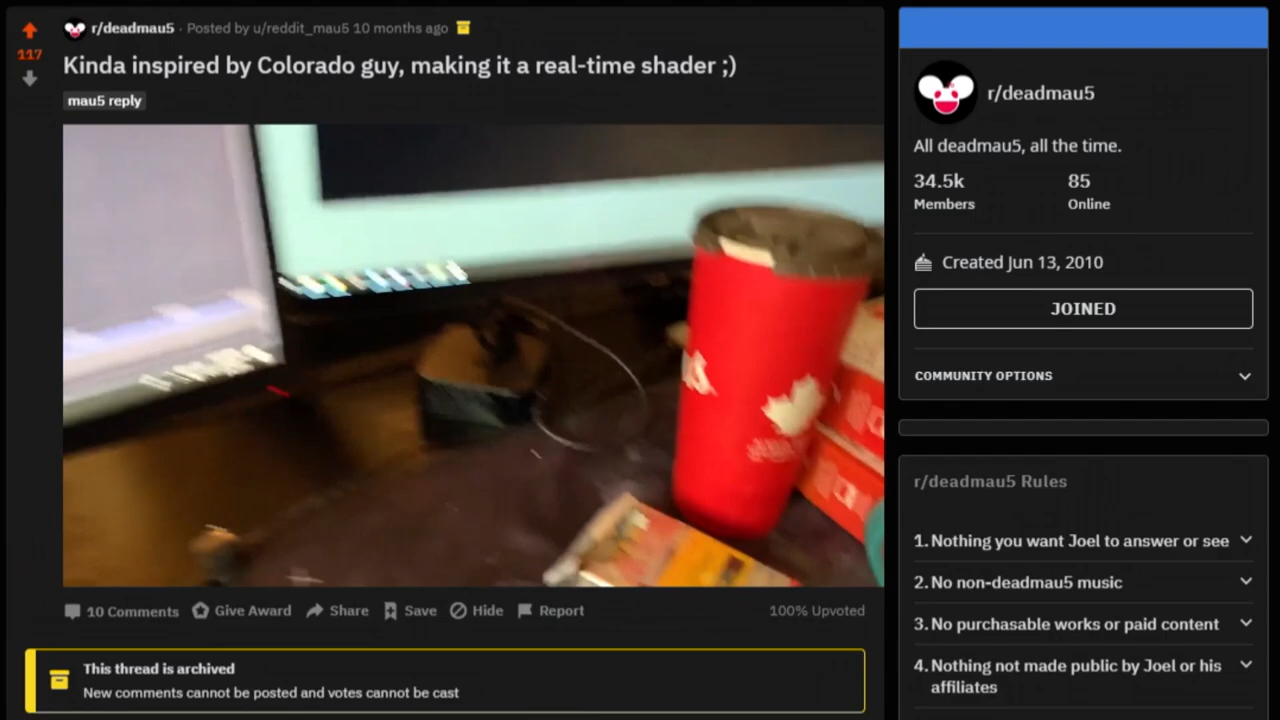 r/deadmau5 · Posted by u/reddit_mau5 10 months ago
117
Kinda inspired by Colorado guy, making it a real-time shader ;)
mau5 reply
10 Comments Give Award Share Save Hide Report 100% Upvoted
This thread is archived
New comments cannot be posted and votes cannot be cast
r/deadmau5
All deadmau5, all the time.
34.5k 85
Members Online
Created Jun 13, 2010
JOINED
COMMUNITY OPTIONS
r/deadmau5 Rules
1. Nothing you want Joel to answer or see
2. No non-deadmau5 music
3. No purchasable works or paid content
4. Nothing not made public by Joel or his
affiliates